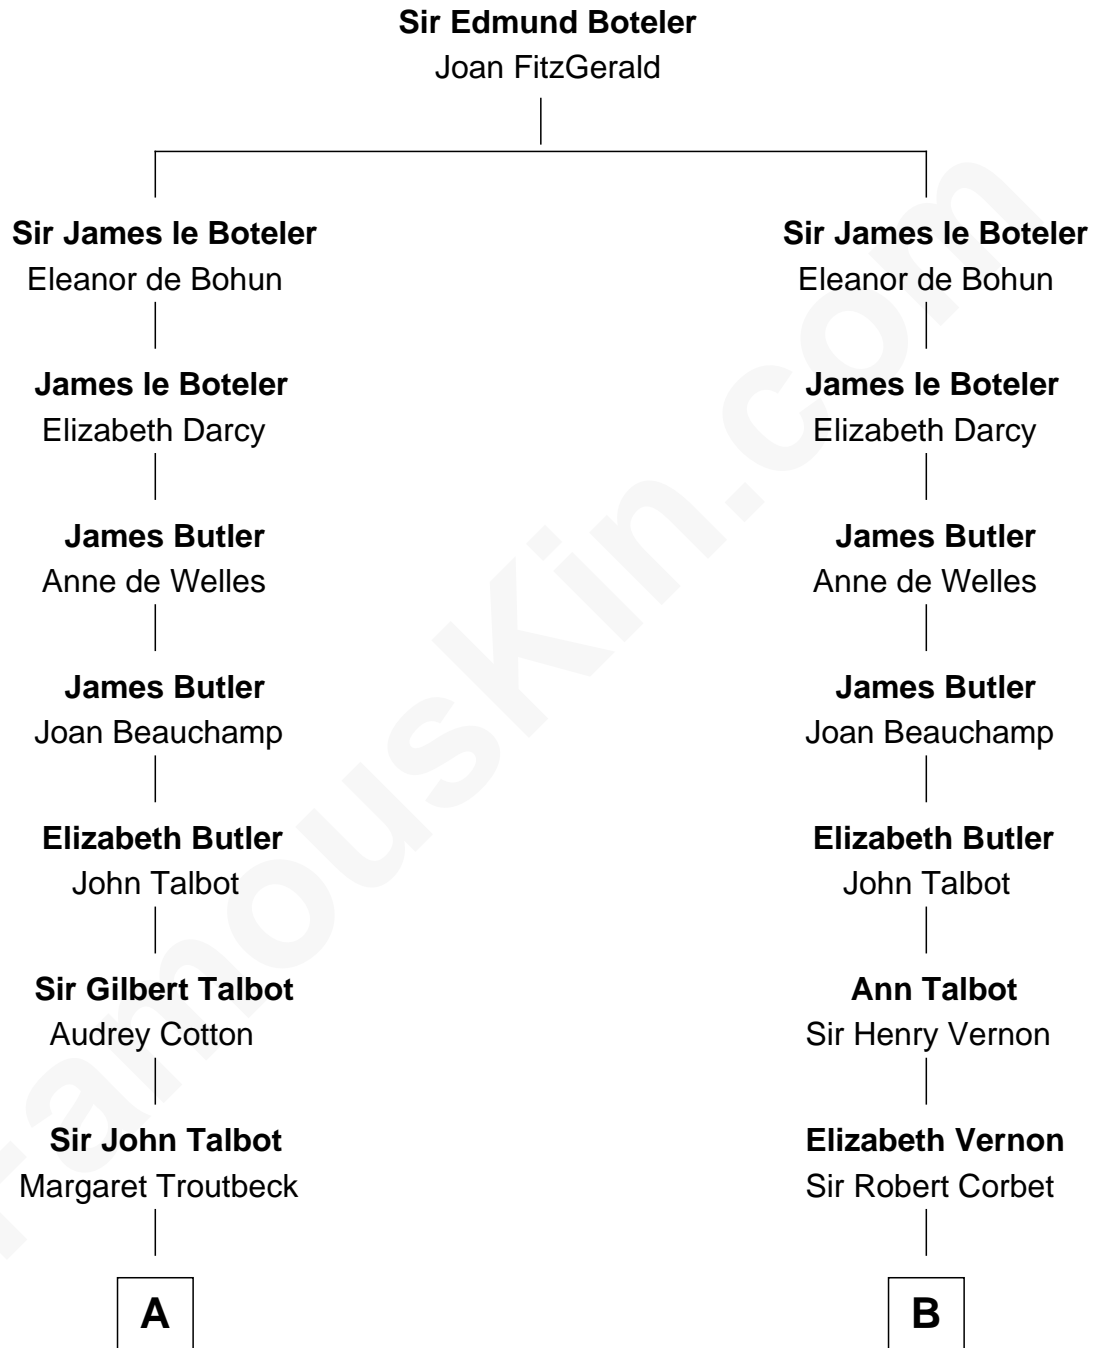 Sir Edmund Boteler
Joan FitzGerald
Sir James le Boteler
Eleanor de Bohun
James le Boteler
Elizabeth Darcy
James Butler
Anne de Welles
James Butler
Joan Beauchamp
Elizabeth Butler
John Talbot
Sir Gilbert Talbot
Audrey Cotton
Sir John Talbot
Margaret Troutbeck
A
Sir James le Boteler
Eleanor de Bohun
James le Boteler
Elizabeth Darcy
James Butler
Anne de Welles
James Butler
Joan Beauchamp
Elizabeth Butler
John Talbot
Ann Talbot
Sir Henry Vernon
Elizabeth Vernon
Sir Robert Corbet
B
FamousKin.com